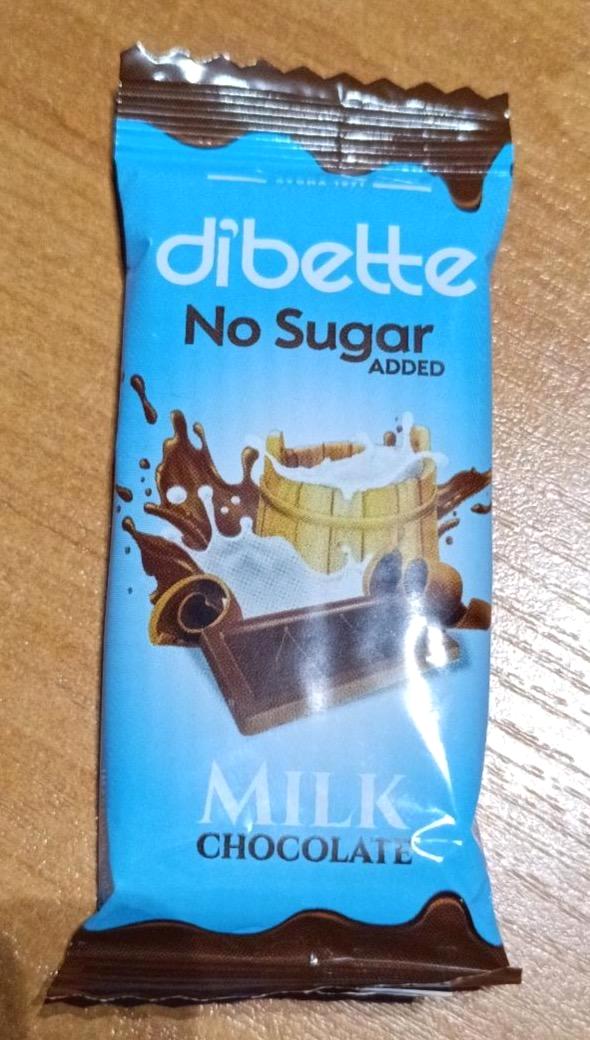 di'bette
No Sugar
ADDED
MILK
CHOCOLATE